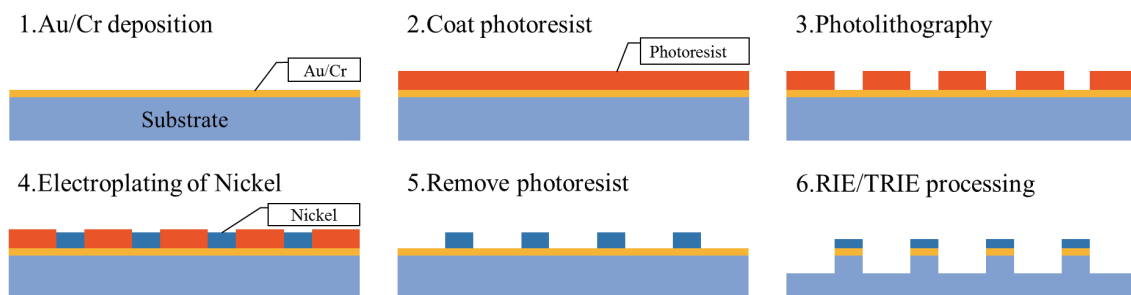 1.Au/Cr deposition
Au/Cr
Substrate
2.Coat photoresist
Photoresist
3.Photolithography
4.Electroplating of Nickel
Nickel
5.Remove photoresist
6.RIE/TRIE processing